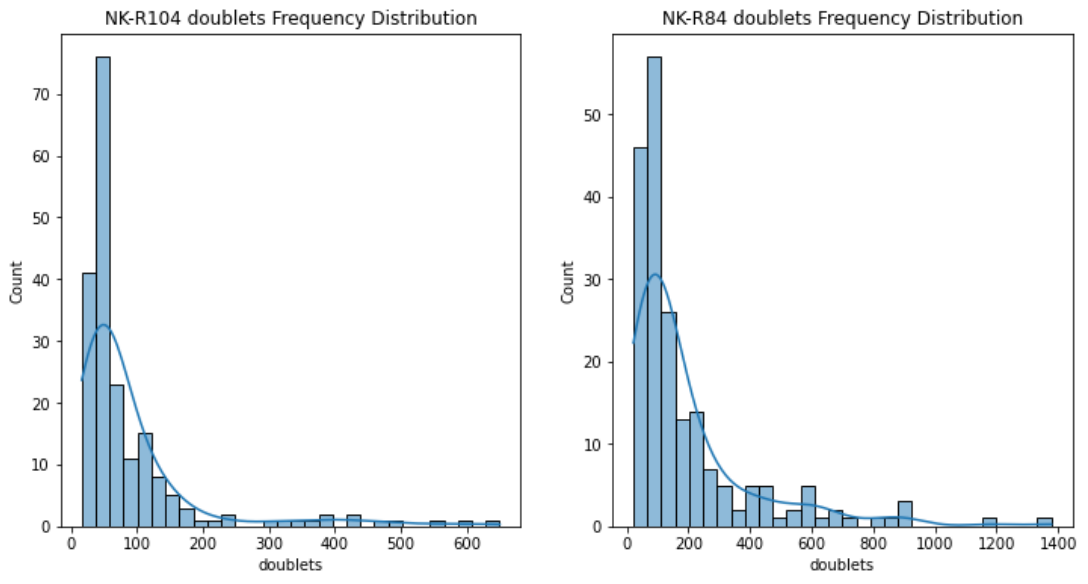 NK-R104 doublets Frequency Distribution
70
60
50
40
30
20
10
0
Count
0 100 200 300 400 500 600
doublets
NK-R84 doublets Frequency Distribution
50
40
30
20
10
0
Count
0 200 400 600 800 1000 1200 1400
doublets